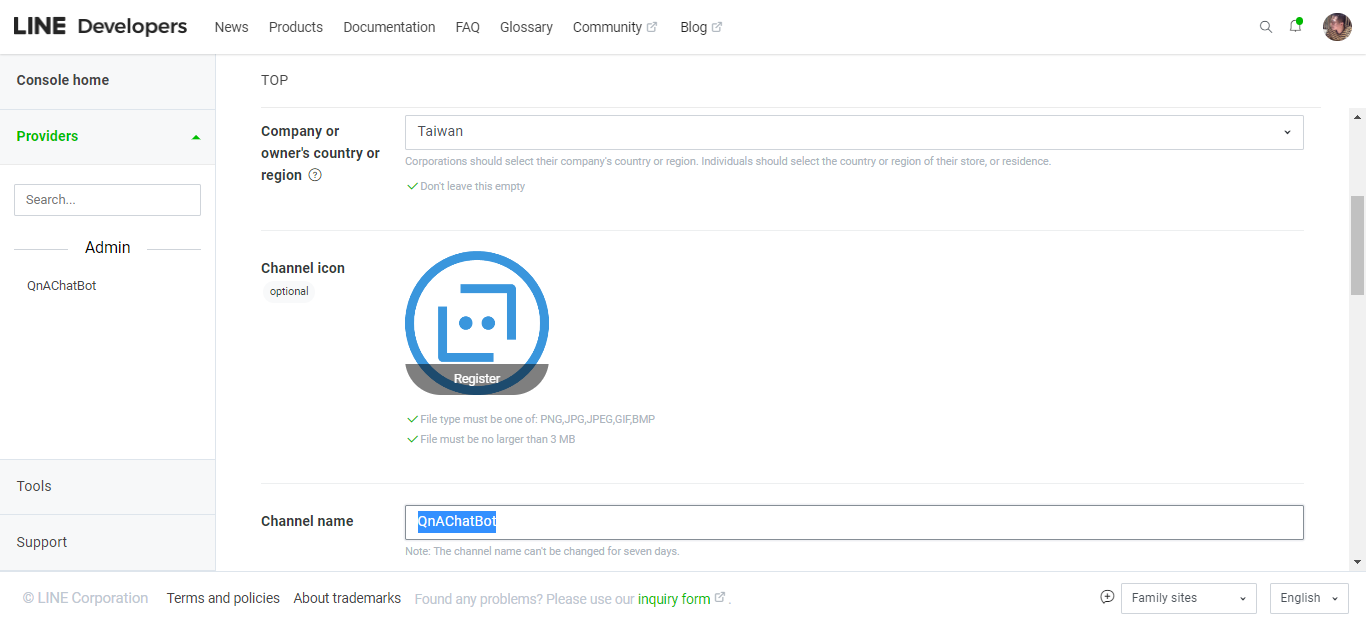 LINE Developers News Products Documentation FAQ Glossary Community Blog
Console home
Providers
Search...
Admin
QnAChatBot
Tools
Support
TOP
Company or
owner's country or
region ?
Taiwan
Corporations should select their company's country or region. Individuals should select the country or region of their store, or residence.
Don't leave this empty
Channel icon
optional
Register
File type must be one of: PNG,JPG,JPEG,GIF,BMP
File must be no larger than 3 MB
Channel name
QnAChatBot
Note: The channel name can't be changed for seven days.
© LINE Corporation Terms and policies About trademarks Found any problems? Please use our inquiry form . Family sites English